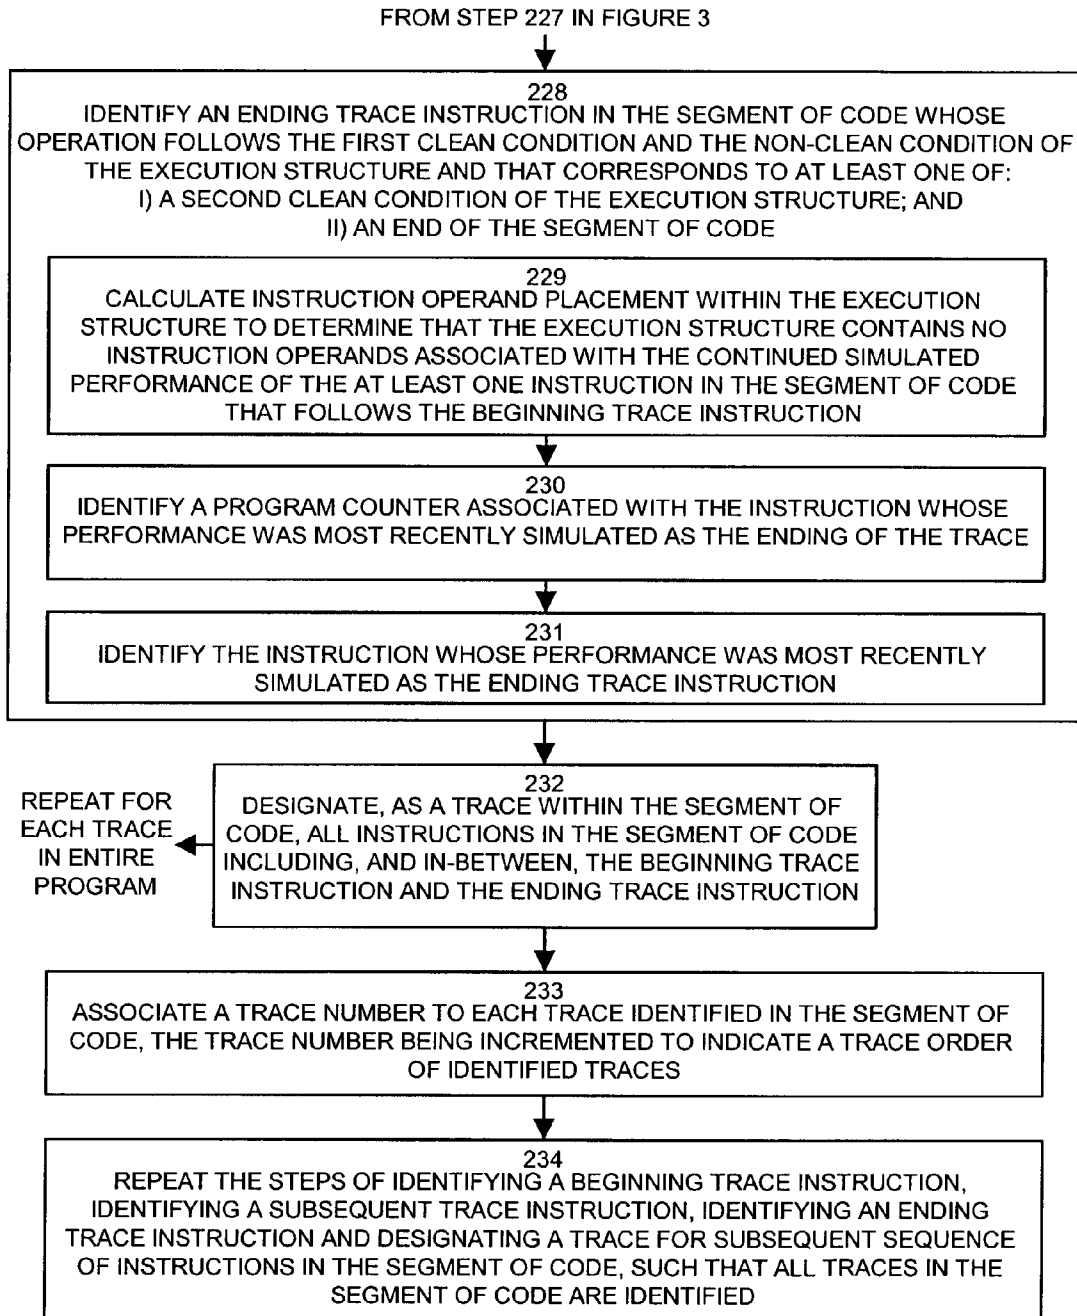 FROM STEP 227 IN FIGURE 3
228
IDENTIFY AN ENDING TRACE INSTRUCTION IN THE SEGMENT OF CODE WHOSE
OPERATION FOLLOWS THE FIRST CLEAN CONDITION AND THE NON-CLEAN CONDITION OF
THE EXECUTION STRUCTURE AND THAT CORRESPONDS TO AT LEAST ONE OF:
I) A SECOND CLEAN CONDITION OF THE EXECUTION STRUCTURE; AND
II) AN END OF THE SEGMENT OF CODE
229
CALCULATE INSTRUCTION OPERAND PLACEMENT WITHIN THE EXECUTION
STRUCTURE TO DETERMINE THAT THE EXECUTION STRUCTURE CONTAINS NO
INSTRUCTION OPERANDS ASSOCIATED WITH THE CONTINUED SIMULATED
PERFORMANCE OF THE AT LEAST ONE INSTRUCTION IN THE SEGMENT OF CODE
THAT FOLLOWS THE BEGINNING TRACE INSTRUCTION
230
IDENTIFY A PROGRAM COUNTER ASSOCIATED WITH THE INSTRUCTION WHOSE
PERFORMANCE WAS MOST RECENTLY SIMULATED AS THE ENDING OF THE TRACE
231
IDENTIFY THE INSTRUCTION WHOSE PERFORMANCE WAS MOST RECENTLY
SIMULATED AS THE ENDING TRACE INSTRUCTION
232
DESIGNATE, AS A TRACE WITHIN THE SEGMENT OF
CODE, ALL INSTRUCTIONS IN THE SEGMENT OF CODE
INCLUDING, AND IN-BETWEEN, THE BEGINNING TRACE
INSTRUCTION AND THE ENDING TRACE INSTRUCTION
REPEAT FOR
EACH TRACE
IN ENTIRE
PROGRAM
233
ASSOCIATE A TRACE NUMBER TO EACH TRACE IDENTIFIED IN THE SEGMENT OF
CODE, THE TRACE NUMBER BEING INCREMENTED TO INDICATE A TRACE ORDER
OF IDENTIFIED TRACES
234
REPEAT THE STEPS OF IDENTIFYING A BEGINNING TRACE INSTRUCTION,
IDENTIFYING A SUBSEQUENT TRACE INSTRUCTION, IDENTIFYING AN ENDING
TRACE INSTRUCTION AND DESIGNATING A TRACE FOR SUBSEQUENT SEQUENCE
OF INSTRUCTIONS IN THE SEGMENT OF CODE, SUCH THAT ALL TRACES IN THE
SEGMENT OF CODE ARE IDENTIFIED